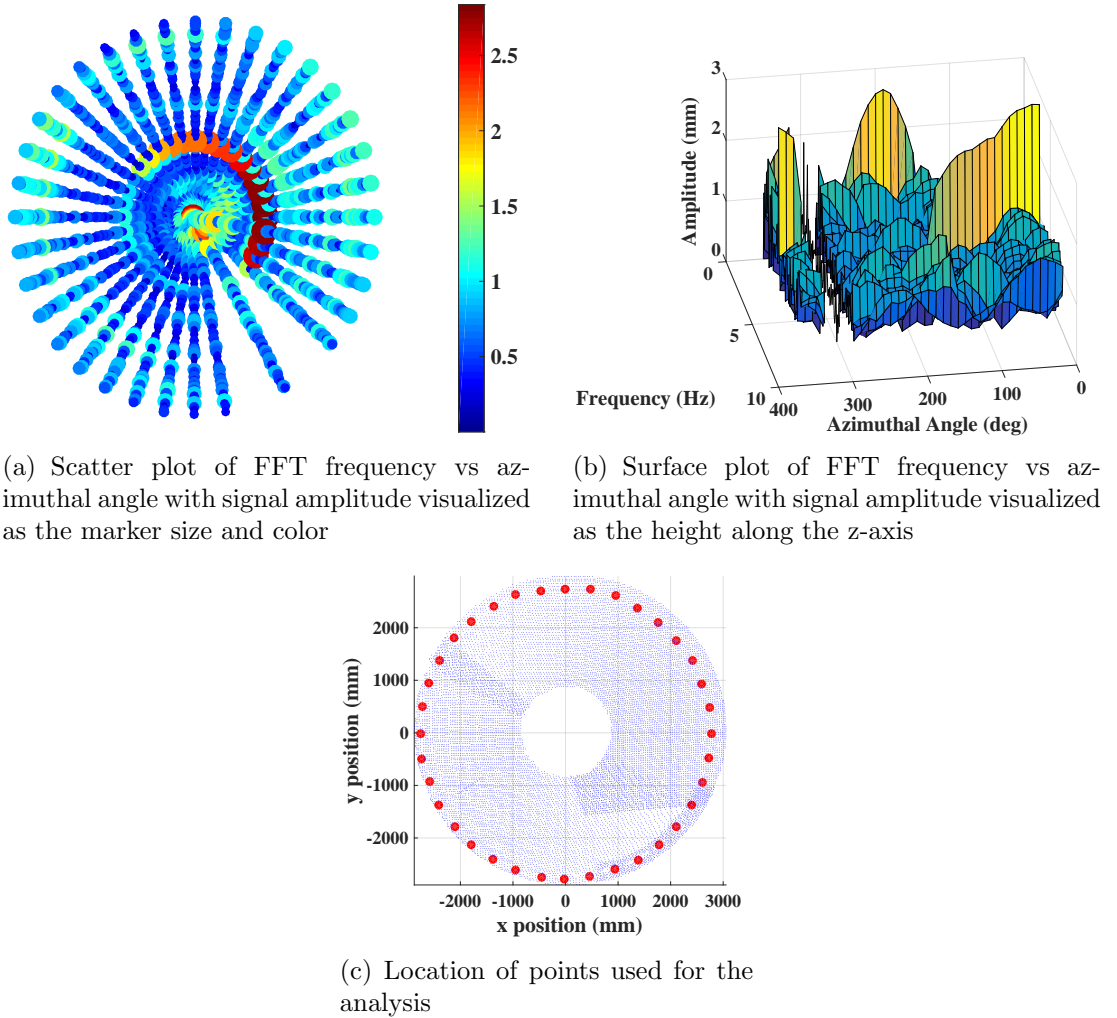 2.5
2
1.5
1
0.5
3
2
1
0
Amplitude (mm)
0
5
10
Frequency (Hz)
400
300
200
100
0
Azimuthal Angle (deg)
(a) Scatter plot of FFT frequency vs az-
imuthal angle with signal amplitude visualized
as the marker size and color
(b) Surface plot of FFT frequency vs az-
imuthal angle with signal amplitude visualized
as the height along the z-axis
2000
1000
0
-1000
-2000
y position (mm)
-2000 -1000 0 1000 2000 3000
x position (mm)
(c) Location of points used for the
analysis